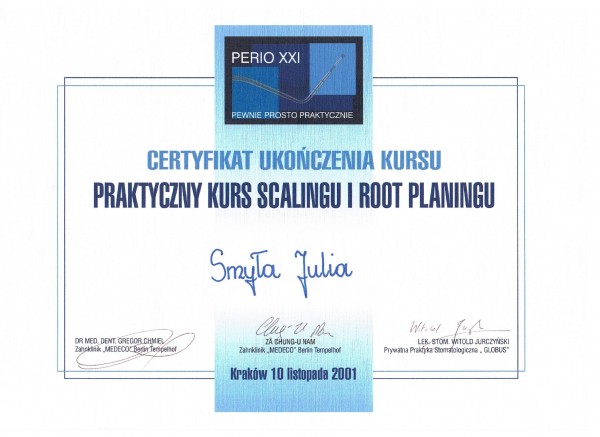 PERIO XXI
PEWNIE PROSTO PRAKTYCZNIE
CERTYFIKAT UKOŃCZENIA KURSU
PRAKTYCZNY KURS SCALINGU I ROOT PLANINGU
Smyła Julia
DR MED. DENT. GREGOR CHMIEL
Zahnklinik „MEDECO" Berlin Tempelhof
ZÄ CHUNG-U NAM
Zahnklinik „MEDECO" Berlin Tempelhof
Witold
LEK. STOM. WITOLD JURCZYŃSKI
Prywatna Praktyka Stomatologiczna „ GLOBUS"
Kraków 10 listopada 2001